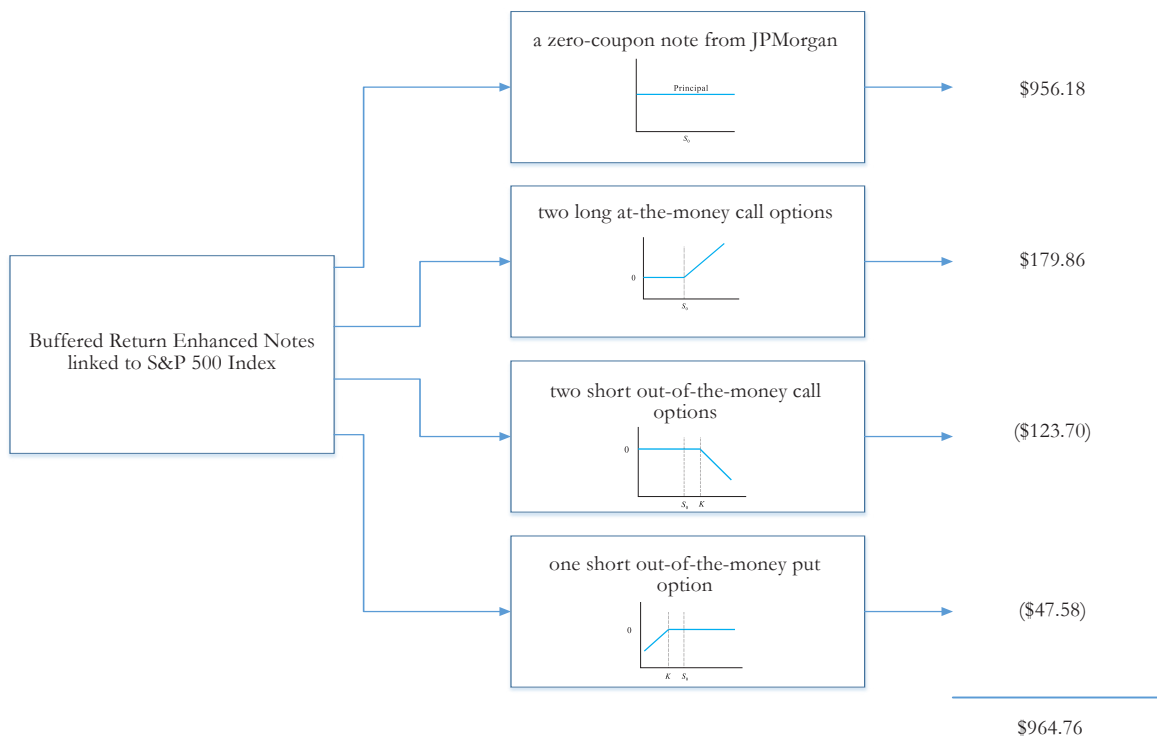 a zero-coupon note from JPMorgan
Principal
S₀
$956.18
two long at-the-money call options
0
S₀
$179.86
Buffered Return Enhanced Notes
linked to S&P 500 Index
two short out-of-the-money call
options
0
S₀ K
($123.70)
one short out-of-the-money put
option
0
K S₀
($47.58)
$964.76